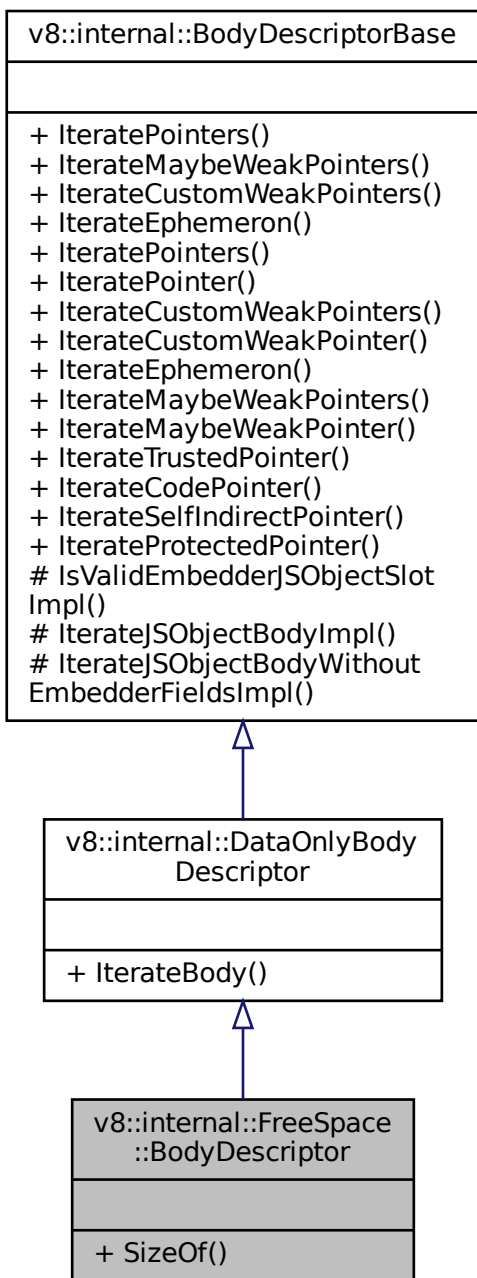 v8::internal::BodyDescriptorBase
+ IteratePointers()
+ IterateMaybeWeakPointers()
+ IterateCustomWeakPointers()
+ IterateEphemeron()
+ IteratePointers()
+ IteratePointer()
+ IterateCustomWeakPointers()
+ IterateCustomWeakPointer()
+ IterateEphemeron()
+ IterateMaybeWeakPointers()
+ IterateMaybeWeakPointer()
+ IterateTrustedPointer()
+ IterateCodePointer()
+ IterateSelfIndirectPointer()
+ IterateProtectedPointer()
# IsValidEmbedderJSObjectSlot
Impl()
# IterateJSObjectBodyImpl()
# IterateJSObjectBodyWithout
EmbedderFieldsImpl()
v8::internal::DataOnlyBody
Descriptor
+ IterateBody()
v8::internal::FreeSpace
::BodyDescriptor
+ SizeOf()